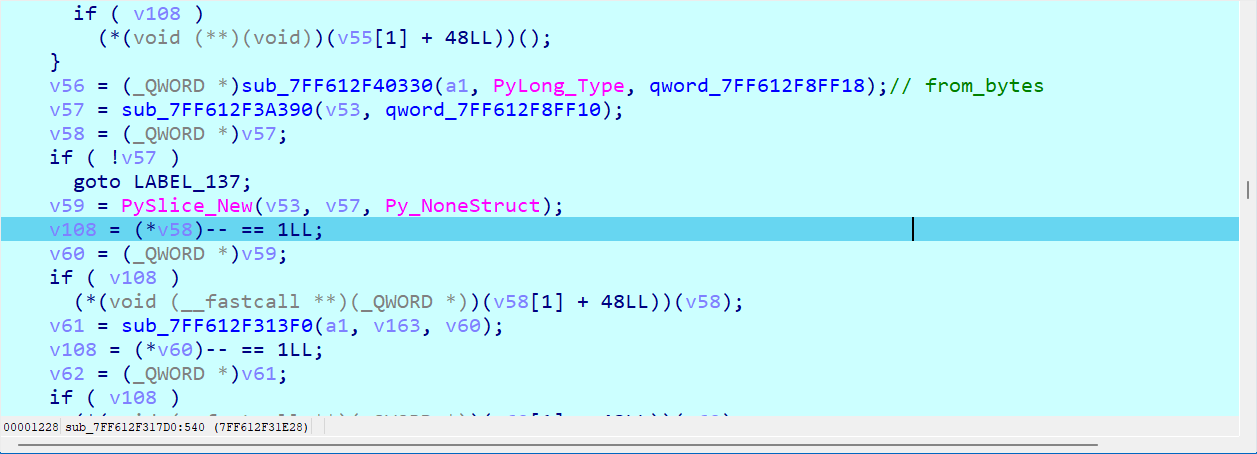 if ( v108 )
(*(void (**)(void))(v55[1] + 48LL))();
}
v56 = (_QWORD *)sub_7FF612F40330(a1, PyLong_Type, qword_7FF612F8FF18);// from_bytes
v57 = sub_7FF612F3A390(v53, qword_7FF612F8FF10);
v58 = (_QWORD *)v57;
if ( !v57 )
goto LABEL_137;
v59 = PySlice_New(v53, v57, Py_NoneStruct);
v108 = (*v58)-- == 1LL;
v60 = (_QWORD *)v59;
if ( v108 )
(*(void (__fastcall **)(_QWORD *))(v58[1] + 48LL))(v58);
v61 = sub_7FF612F313F0(a1, v163, v60);
v108 = (*v60)-- == 1LL;
v62 = (_QWORD *)v61;
if ( v108 )
00001228 sub_7FF612F317D0:540 (7FF612F31E28)